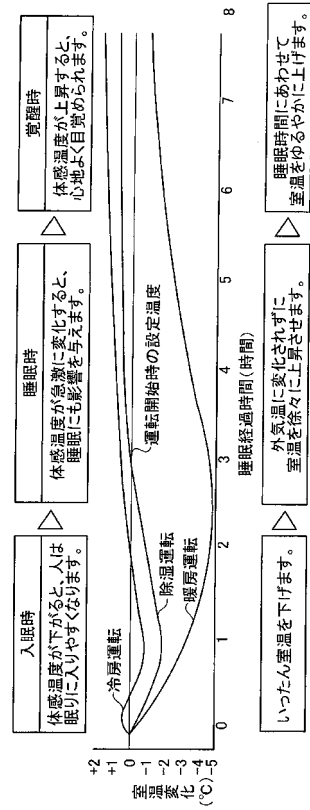 入眠時
体感温度が下がると、人は
眠りに入りやすくなります。
睡眠時
体感温度が急激に変化すると、
睡眠にも影響を与えます。
覚醒時
体感温度が上昇すると、
心地よく目覚められます。
室温変化
(℃)
+2
+1
0
-1
-2
-3
-4
-5
冷房運転
除湿運転
暖房運転
運転開始時の設定温度
0
1
2
3
4
5
6
7
8
睡眠経過時間(時間)
いったん室温を下げます。
外気温に変化されずに
室温を徐々に上昇させます。
睡眠時間にあわせて
室温をゆるやかに上げます。